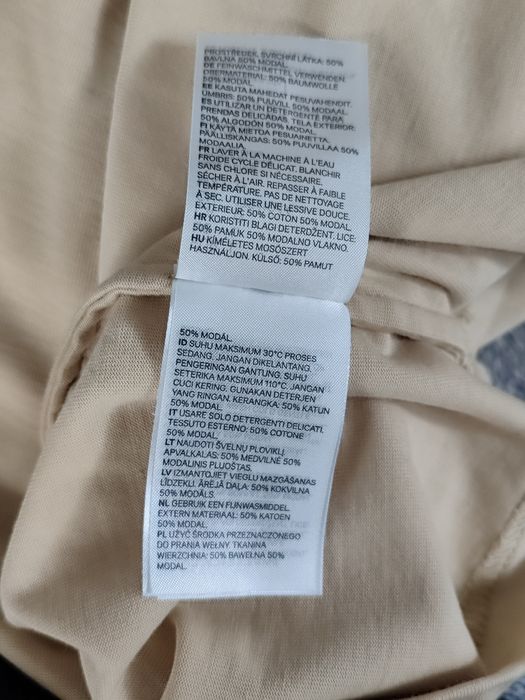 PROSTŘEDEK. SVRCHNÍ LÁTKA: 50%
BAVLNA 50% MODAL.
DE FEINWASCHMITTEL VERWENDEN.
OBERMATERIAL: 50% BAUMWOLLE
50% MODAL.
EE KASUTA MAHEDAT PESUVAHENDIT.
ÜMBRIS: 50% PUUVILL 50% MODAAL.
ES UTILIZAR UN DETERGENTE PARA
PRENDAS DELICADAS. TELA EXTERIOR:
50% ALGODÓN 50% MODAL.
FI KÄYTÄ MIETOA PESUAINETTA.
PÄÄLLISKANGAS: 50% PUUVILLAA 50%
MODAALIA.
FR LAVER À LA MACHINE À L'EAU
FROIDE CYCLE DÉLICAT. BLANCHIR
SANS CHLORE SI NÉCESSAIRE.
SÉCHER À L'AIR. REPASSER À FAIBLE
TEMPÉRATURE. PAS DE NETTOYAGE
À SEC. UTILISER UNE LESSIVE DOUCE.
EXTERIEUR: 50% COTON 50% MODAL.
HR KORISTITI BLAGI DETERDŽENT. LICE:
50% PAMUK 50% MODALNO VLAKNO.
HU KÍMÉLETES MOSÓSZERT
HASZNÁLJON. KÜLSŐ: 50% PAMUT
50% MODÁL.
ID SUHU MAKSIMUM 30°C PROSES
SEDANG. JANGAN DIKELANTANG.
PENGERINGAN GANTUNG. SUHU
SETERIKA MAKSIMUM 110°C. JANGAN
CUCI KERING. GUNAKAN DETERJEN
YANG RINGAN. KERANGKA: 50% KATUN
50% MODAL.
IT USARE SOLO DETERGENTI DELICATI.
TESSUTO ESTERNO: 50% COTONE
50% MODAL.
LT NAUDOTI ŠVELNŲ PLOVIKLĮ.
APVALKALAS: 50% MEDVILNĖ 50%
MODALINIS PLUOŠTAS.
LV IZMANTOJIET VIEGLU MAZGĀŠANAS
LĪDZEKLI. ĀRĒJĀ DAĻA: 50% KOKVILNA
50% MODĀLS.
NL GEBRUIK EEN FIJNWASMIDDEL.
EXTERN MATERIAAL: 50% KATOEN
50% MODAL.
PL UŻYĆ ŚRODKA PRZEZNACZONEGO
DO PRANIA WEŁNY. TKANINA
WIERZCHNIA: 50% BAWEŁNA 50%
MODAL.